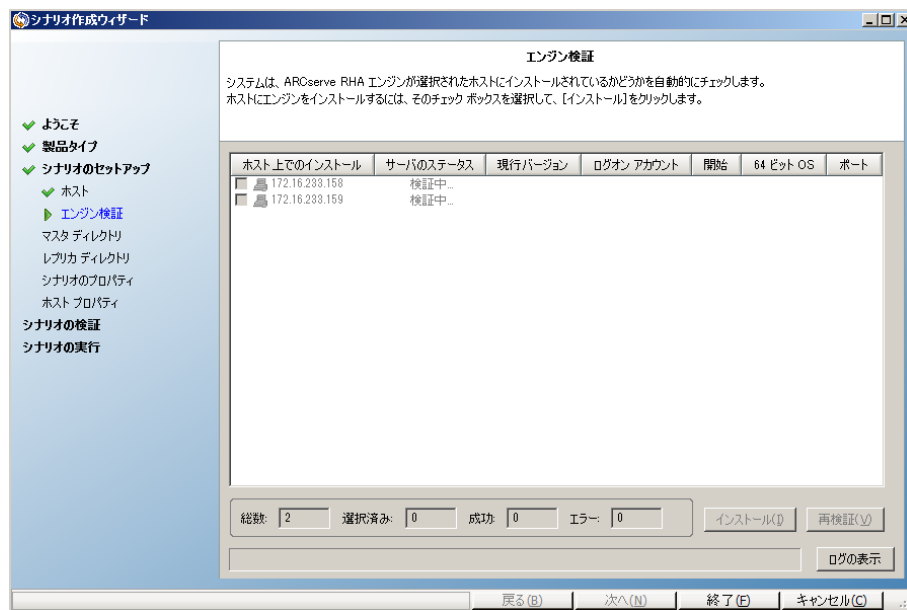 シナリオ作成ウィザード
エンジン検証
システムは、ARCserve RHA エンジンが選択されたホストにインストールされているかどうかを自動的にチェックします。
ホストにエンジンをインストールするには、そのチェック ボックスを選択して、[インストール]をクリックします。
ようこそ
製品タイプ
シナリオのセットアップ
ホスト
エンジン検証
マスタ ディレクトリ
レプリカ ディレクトリ
シナリオのプロパティ
ホスト プロパティ
シナリオの検証
シナリオの実行
ホスト上でのインストール サーバのステータス 現行バージョン ログオン アカウント 開始 64 ビット OS ポート
172.16.233.158 検証中...
172.16.233.159 検証中...
総数: 2 選択済み: 0 成功: 0 エラー: 0 インストール(I) 再検証(V)
ログの表示
戻る(B) 次へ(N) 終了(E) キャンセル(C)